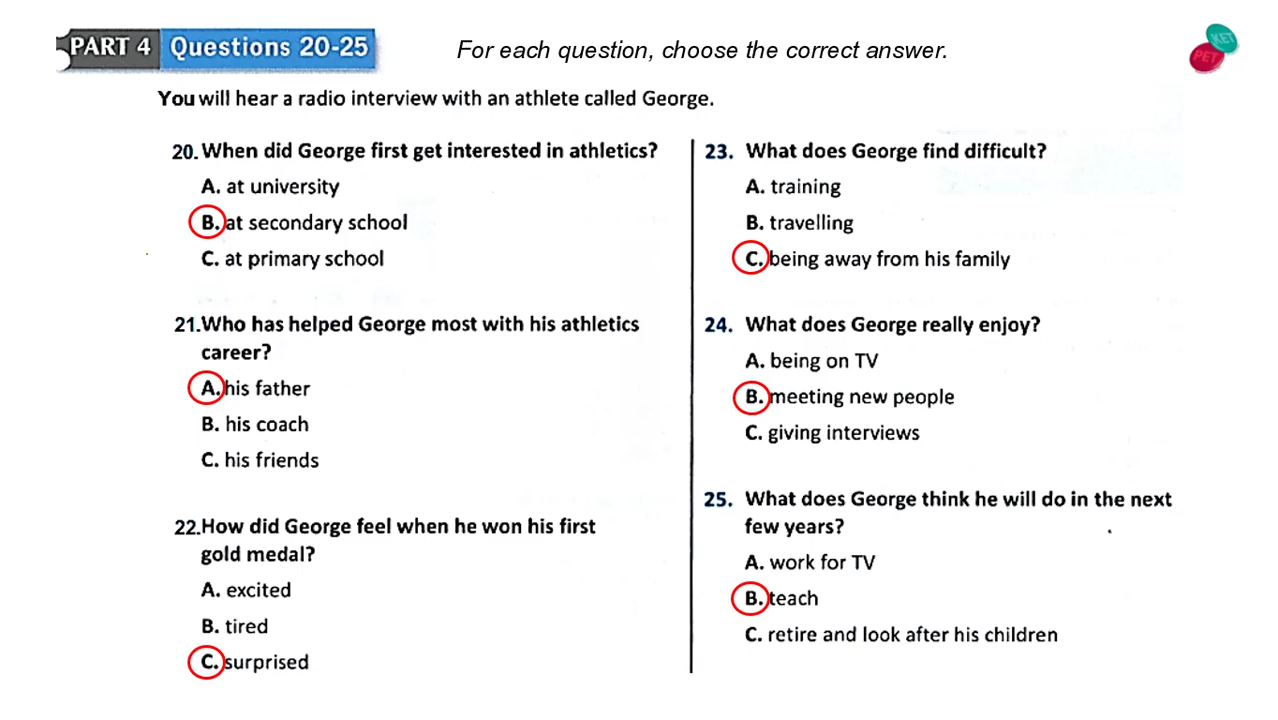 PART 4 Questions 20-25
For each question, choose the correct answer.
KET
PET
You will hear a radio interview with an athlete called George.
20. When did George first get interested in athletics?
A. at university
B. at secondary school
C. at primary school
21.Who has helped George most with his athletics
career?
A. his father
B. his coach
C. his friends
22.How did George feel when he won his first
gold medal?
A. excited
B. tired
C. surprised
23. What does George find difficult?
A. training
B. travelling
C. being away from his family
24. What does George really enjoy?
A. being on TV
B. meeting new people
C. giving interviews
25. What does George think he will do in the next
few years?
A. work for TV
B. teach
C. retire and look after his children